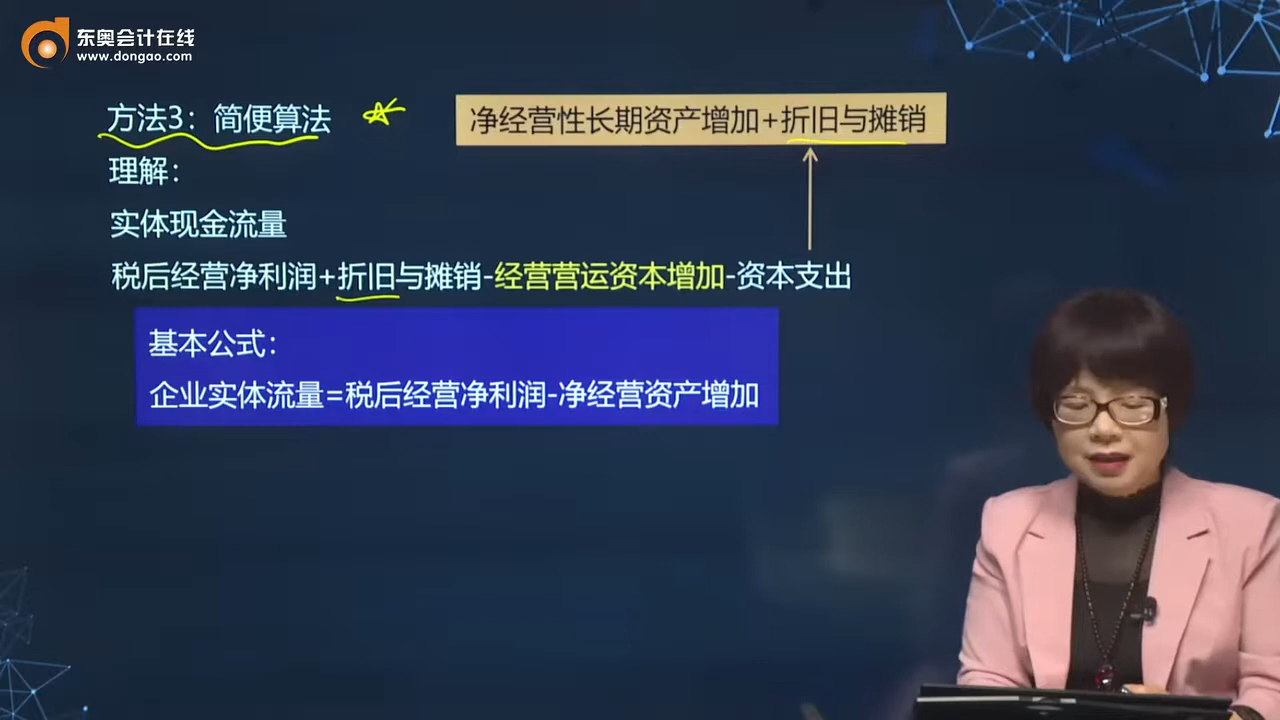 东奥会计在线
www.dongao.com
方法3：简便算法
净经营性长期资产增加+折旧与摊销
理解：
实体现金流量
税后经营净利润+折旧与摊销-经营营运资本增加-资本支出
基本公式：
企业实体流量=税后经营净利润-净经营资产增加